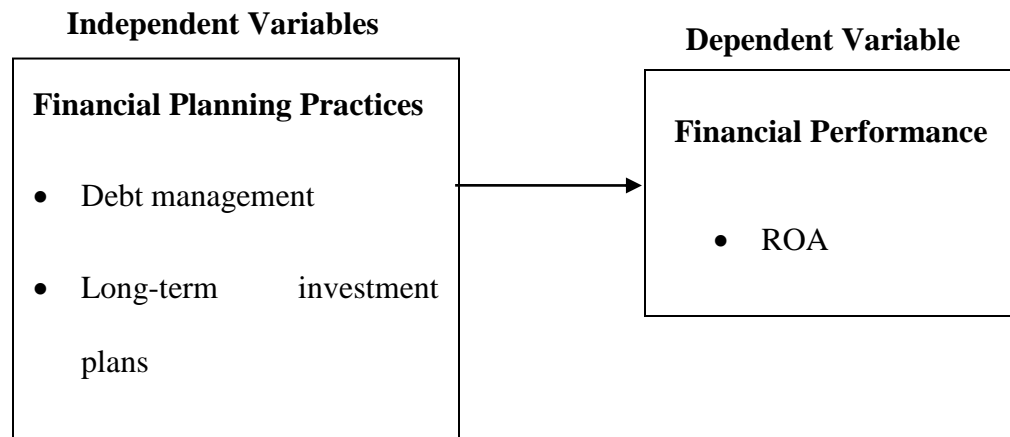 Independent Variables
Financial Planning Practices
• Debt management
• Long-term investment
plans
Dependent Variable
Financial Performance
• ROA